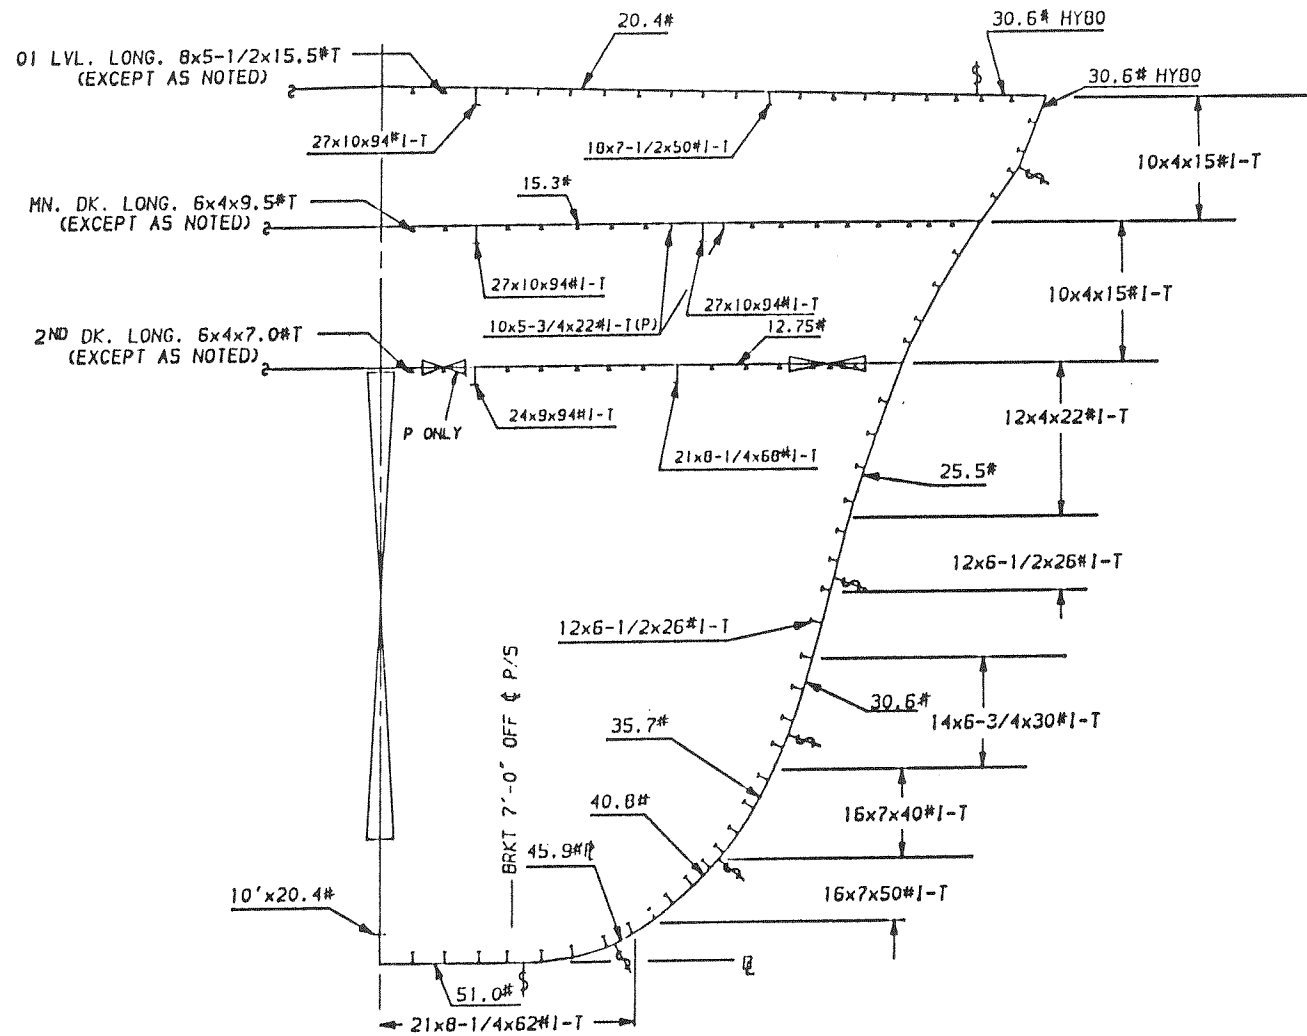 20.4#
30.6# HY80
01 LVL. LONG. 8x5-1/2x15.5#T
(EXCEPT AS NOTED)
30.6# HY80
27x10x94#I-T
18x7-1/2x50#I-T
10x4x15#I-T
15.3#
MN. DK. LONG. 6x4x9.5#T
(EXCEPT AS NOTED)
27x10x94#I-T
27x10x94#I-T
10x4x15#I-T
10x5-3/4x22#I-T(P)
12.75#
2ND DK. LONG. 6x4x7.0#T
(EXCEPT AS NOTED)
24x9x94#I-T
P ONLY
12x4x22#I-T
21x8-1/4x68#I-T
25.5#
12x6-1/2x26#I-T
12x6-1/2x26#I-T
BRKT 7'-0" OFF ℄ P/S
30.6#
14x6-3/4x30#I-T
35.7#
40.8#
16x7x40#I-T
45.9#℞
10'x20.4#
16x7x50#I-T
51.0#
21x8-1/4x62#I-T